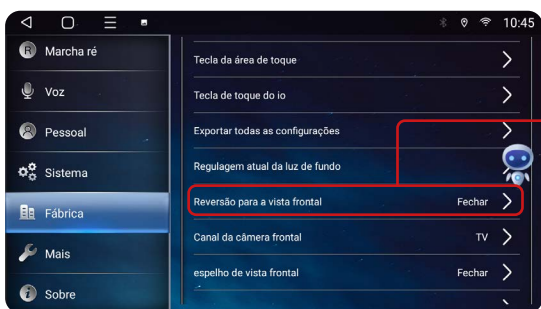 10:45
R Marcha ré
Voz
Pessoal
Sistema
Fábrica
Mais
i Sobre
Tecla da área de toque
Tecla de toque do io
Exportar todas as configurações
Regulagem atual da luz de fundo
Reversão para a vista frontal Fechar
Canal da câmera frontal TV
espelho de vista frontal Fechar